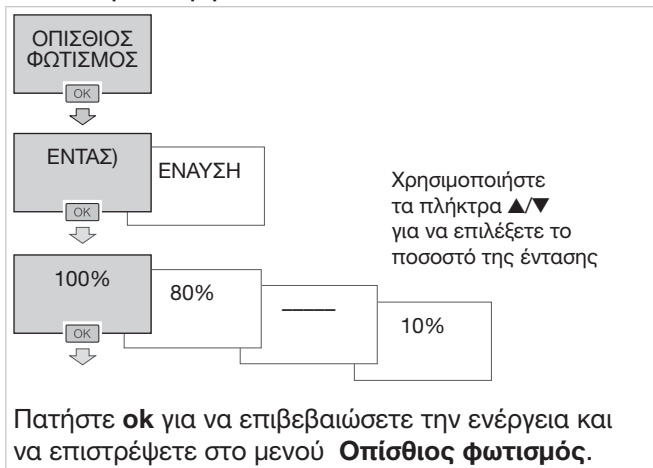 ΟΠΙΣΘΙΟΣ
ΦΩΤΙΣΜΟΣ
OK
ΕΝΤΑΣ)
ΕΝΑΥΣΗ
OK
Χρησιμοποιήστε
τα πλήκτρα ▲/▼
για να επιλέξετε το
ποσοστό της έντασης
100%
80%
_____
10%
OK
Πατήστε ok για να επιβεβαιώσετε την ενέργεια και
να επιστρέψετε στο μενού Οπίσθιος φωτισμός.